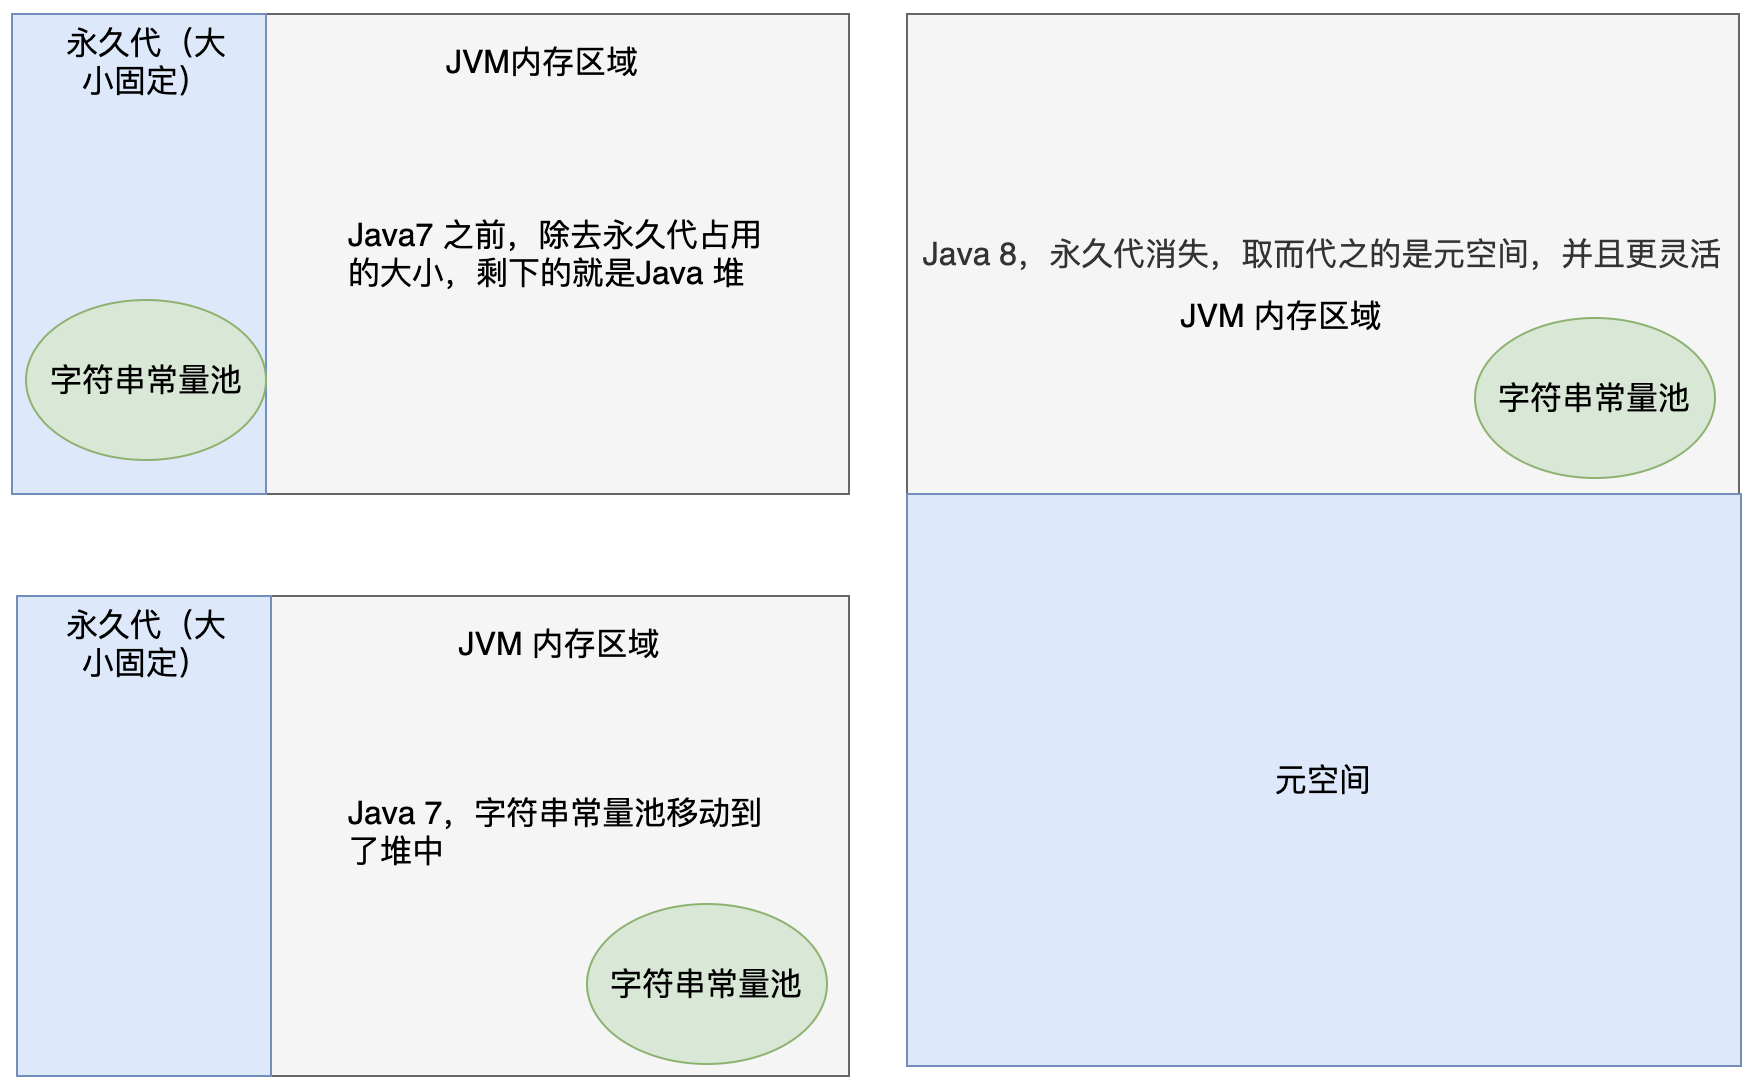 永久代（大
小固定）
JVM内存区域
Java7 之前，除去永久代占用
的大小，剩下的就是Java 堆
字符串常量池
Java 8，永久代消失，取而代之的是元空间，并且更灵活
JVM 内存区域
字符串常量池
元空间
永久代（大
小固定）
JVM 内存区域
Java 7，字符串常量池移动到
了堆中
字符串常量池